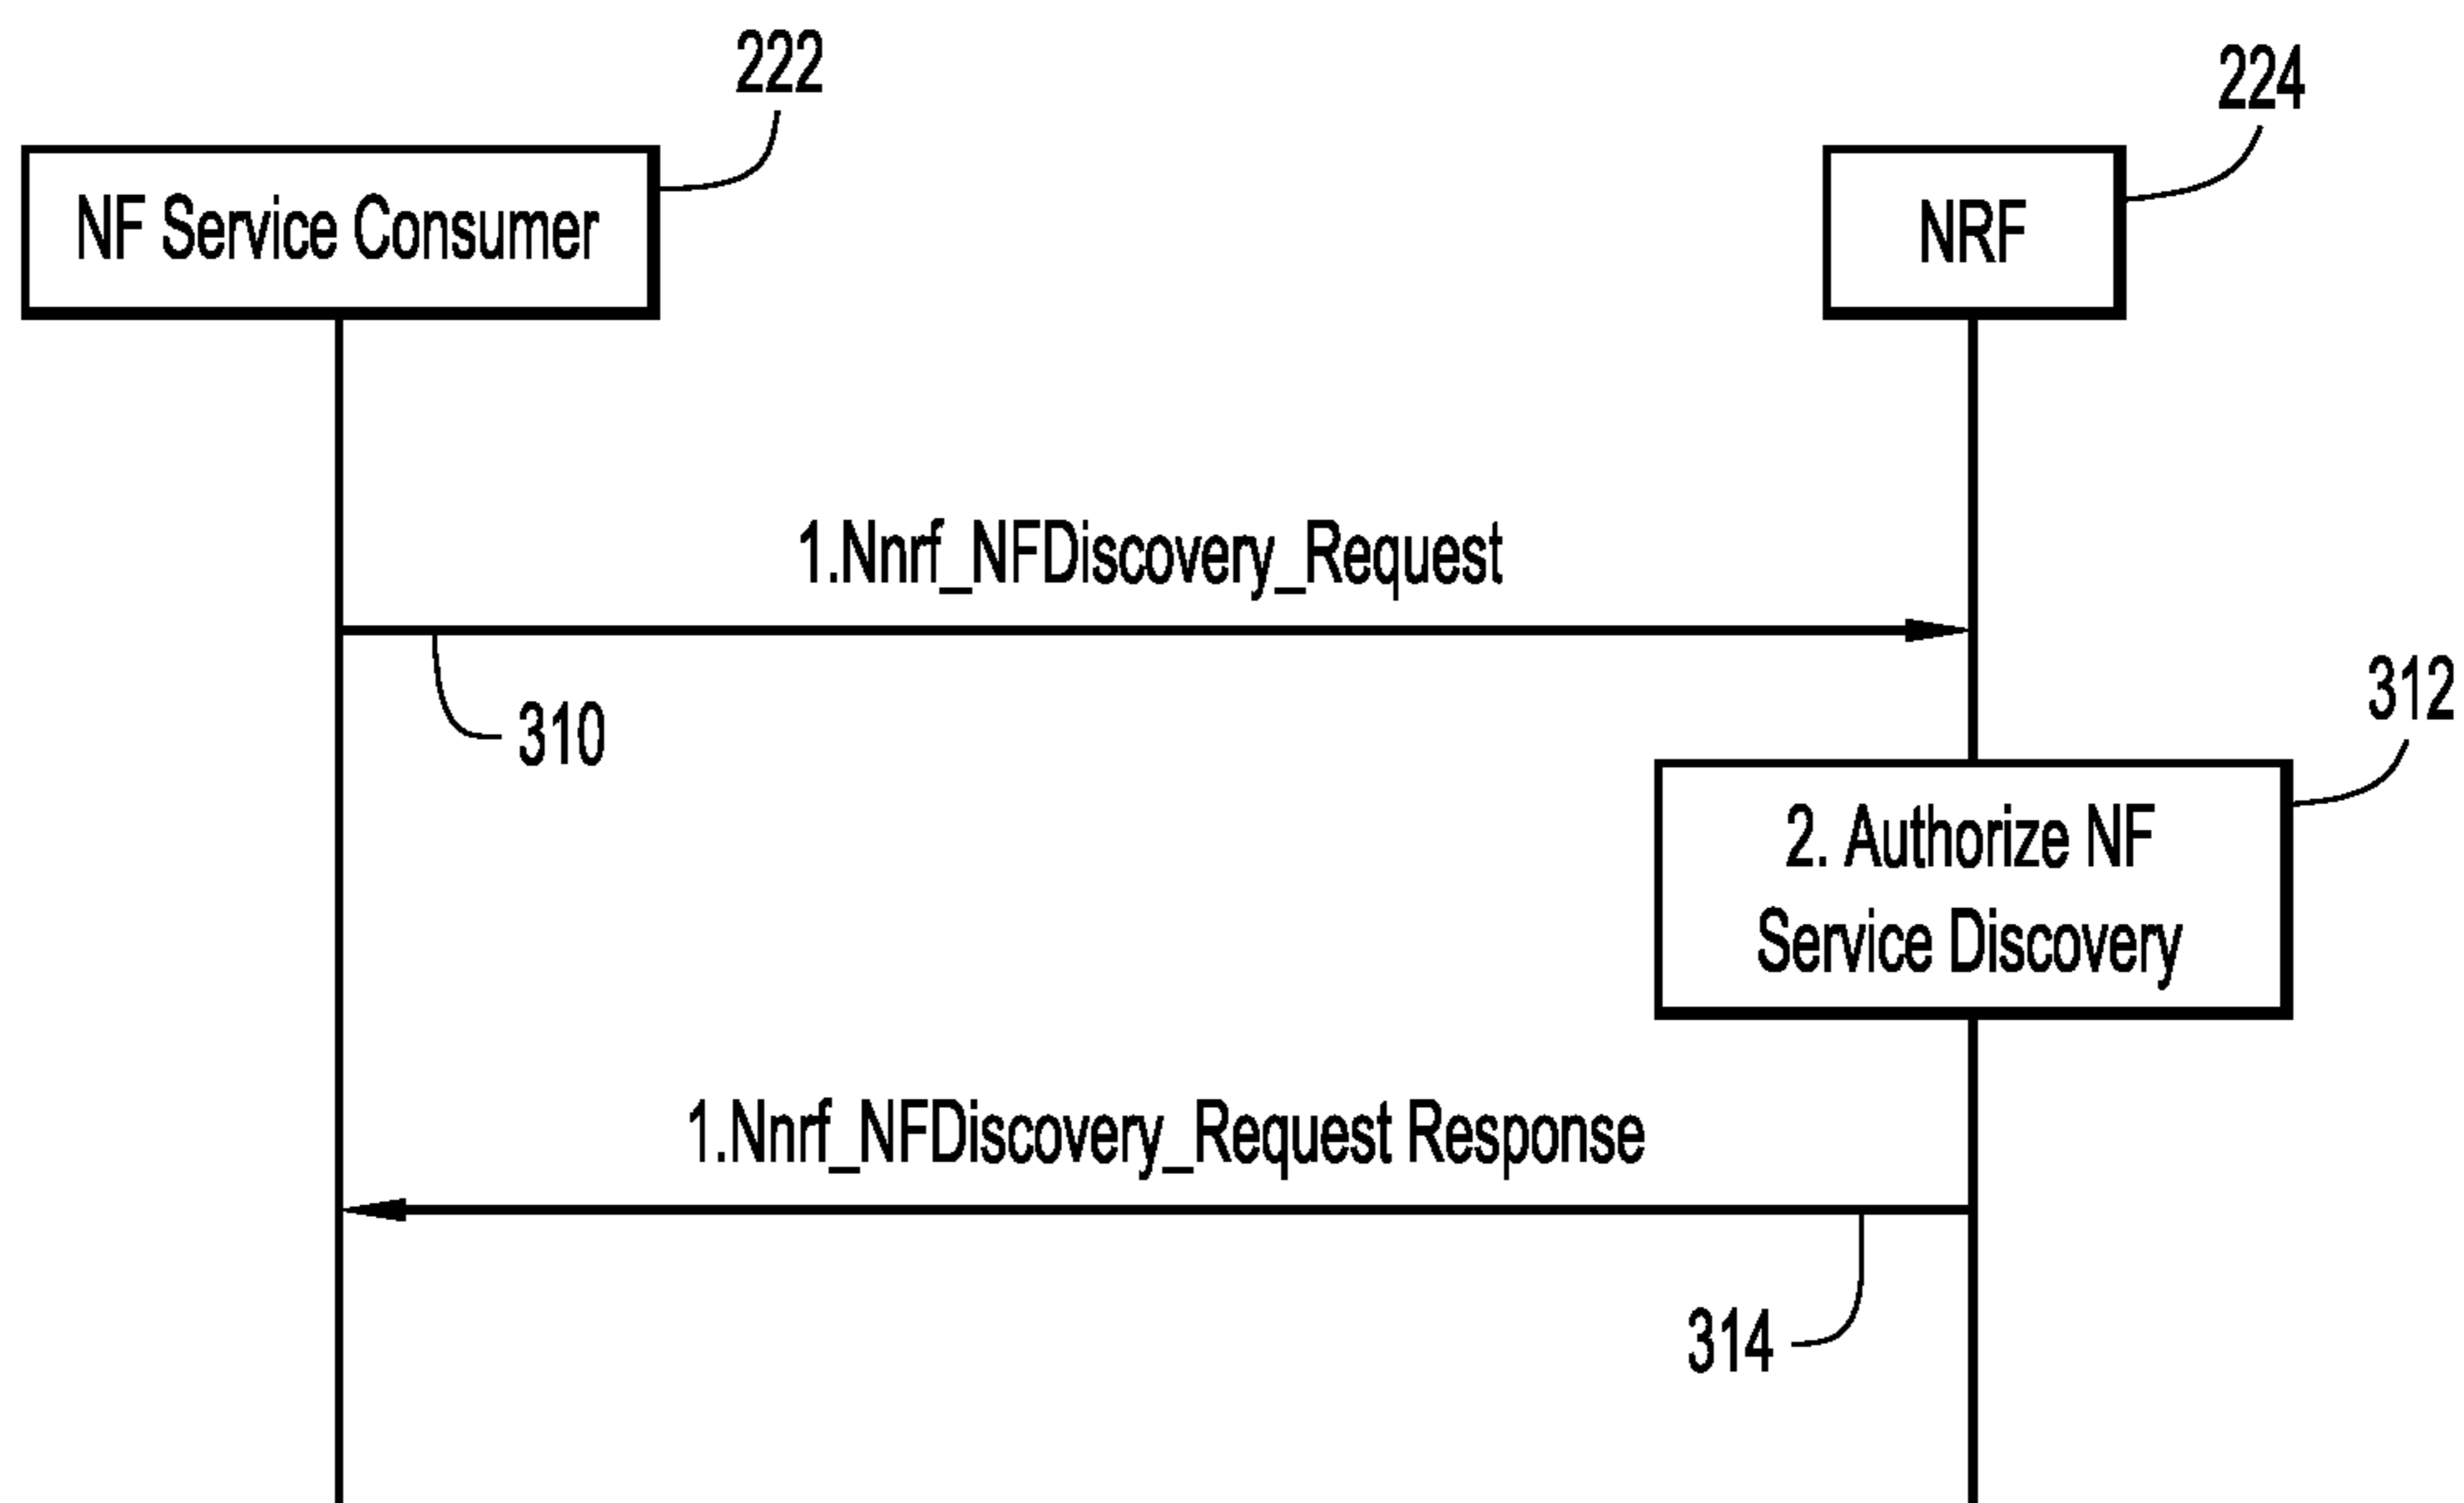 222
224
NF Service Consumer
NRF
1.Nnrf_NFDiscovery_Request
310
312
2. Authorize NF
Service Discovery
1.Nnrf_NFDiscovery_Request Response
314